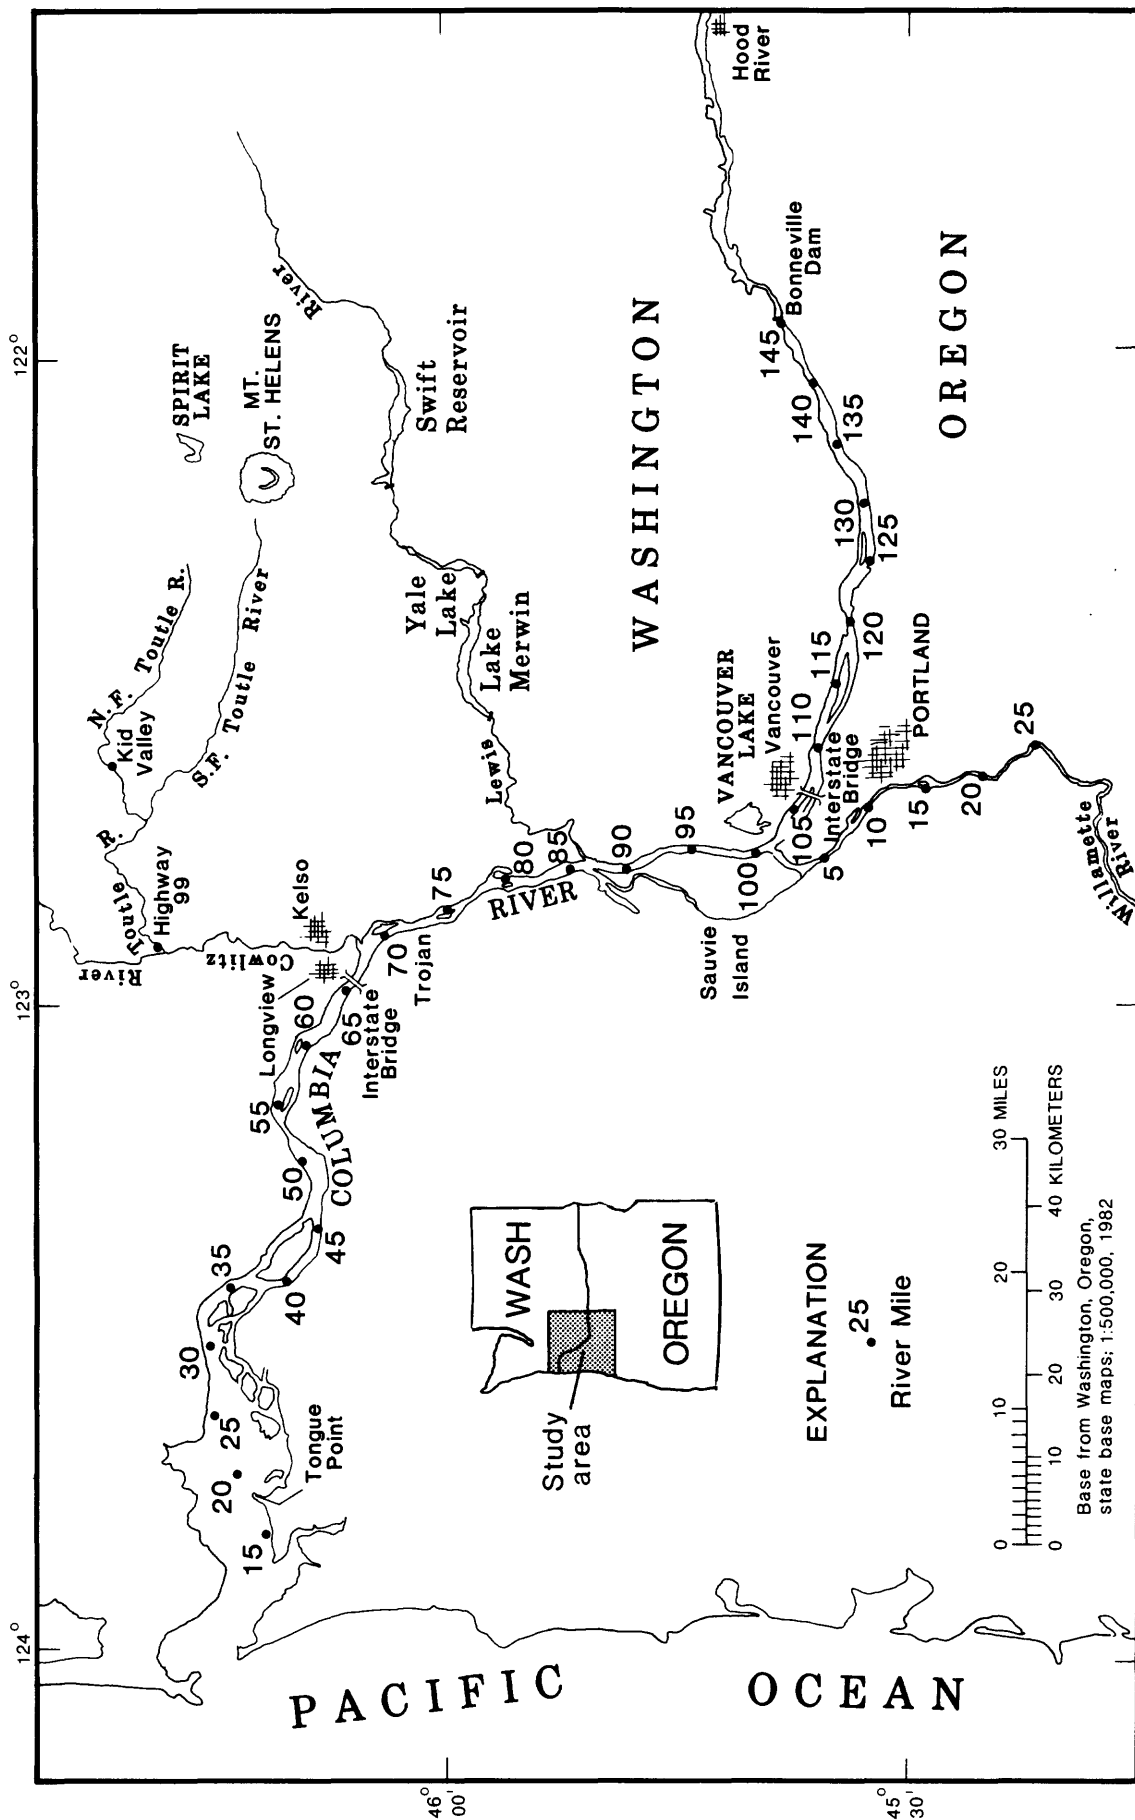 124°
123°
122°
46°
00'
45°
30'
PACIFIC
OCEAN
WASHINGTON
OREGON
River
Toutle
R.
Highway
99
N.F. Toutle R.
Kid
Valley
S.F. Toutle River
SPIRIT
LAKE
MT.
ST. HELENS
River
Swift
Reservoir
Yale
Lake
Lake
Merwin
Lewis
Cowlitz
Kelso
Longview
Interstate
Bridge
Trojan
COLUMBIA
RIVER
Tongue
Point
15
20
25
30
35
40
45
50
55
60
65
70
75
80
85
90
95
100
105
110
115
120
125
130
135
140
145
Sauvie
Island
VANCOUVER
LAKE
Vancouver
Interstate
Bridge
PORTLAND
5
10
15
20
25
Willamette
River
Bonneville
Dam
Hood
River
WASH
OREGON
Study
area
EXPLANATION
25
River Mile
0 10 20 30 MILES
0 10 20 30 40 KILOMETERS
Base from Washington, Oregon,
state base maps; 1:500,000, 1982